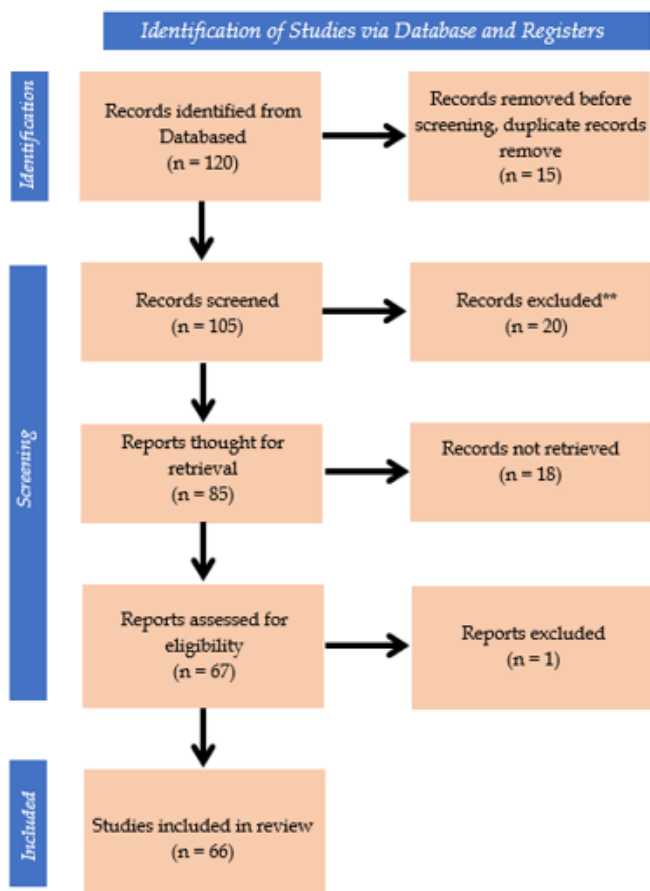 Identification of Studies via Database and Registers
Identification
Records identified from
Databased
(n = 120)
Records removed before
screening, duplicate records
remove
(n = 15)
Screening
Records screened
(n = 105)
Records excluded**
(n = 20)
Reports thought for
retrieval
(n = 85)
Records not retrieved
(n = 18)
Reports assessed for
eligibility
(n = 67)
Reports excluded
(n = 1)
Included
Studies included in review
(n = 66)